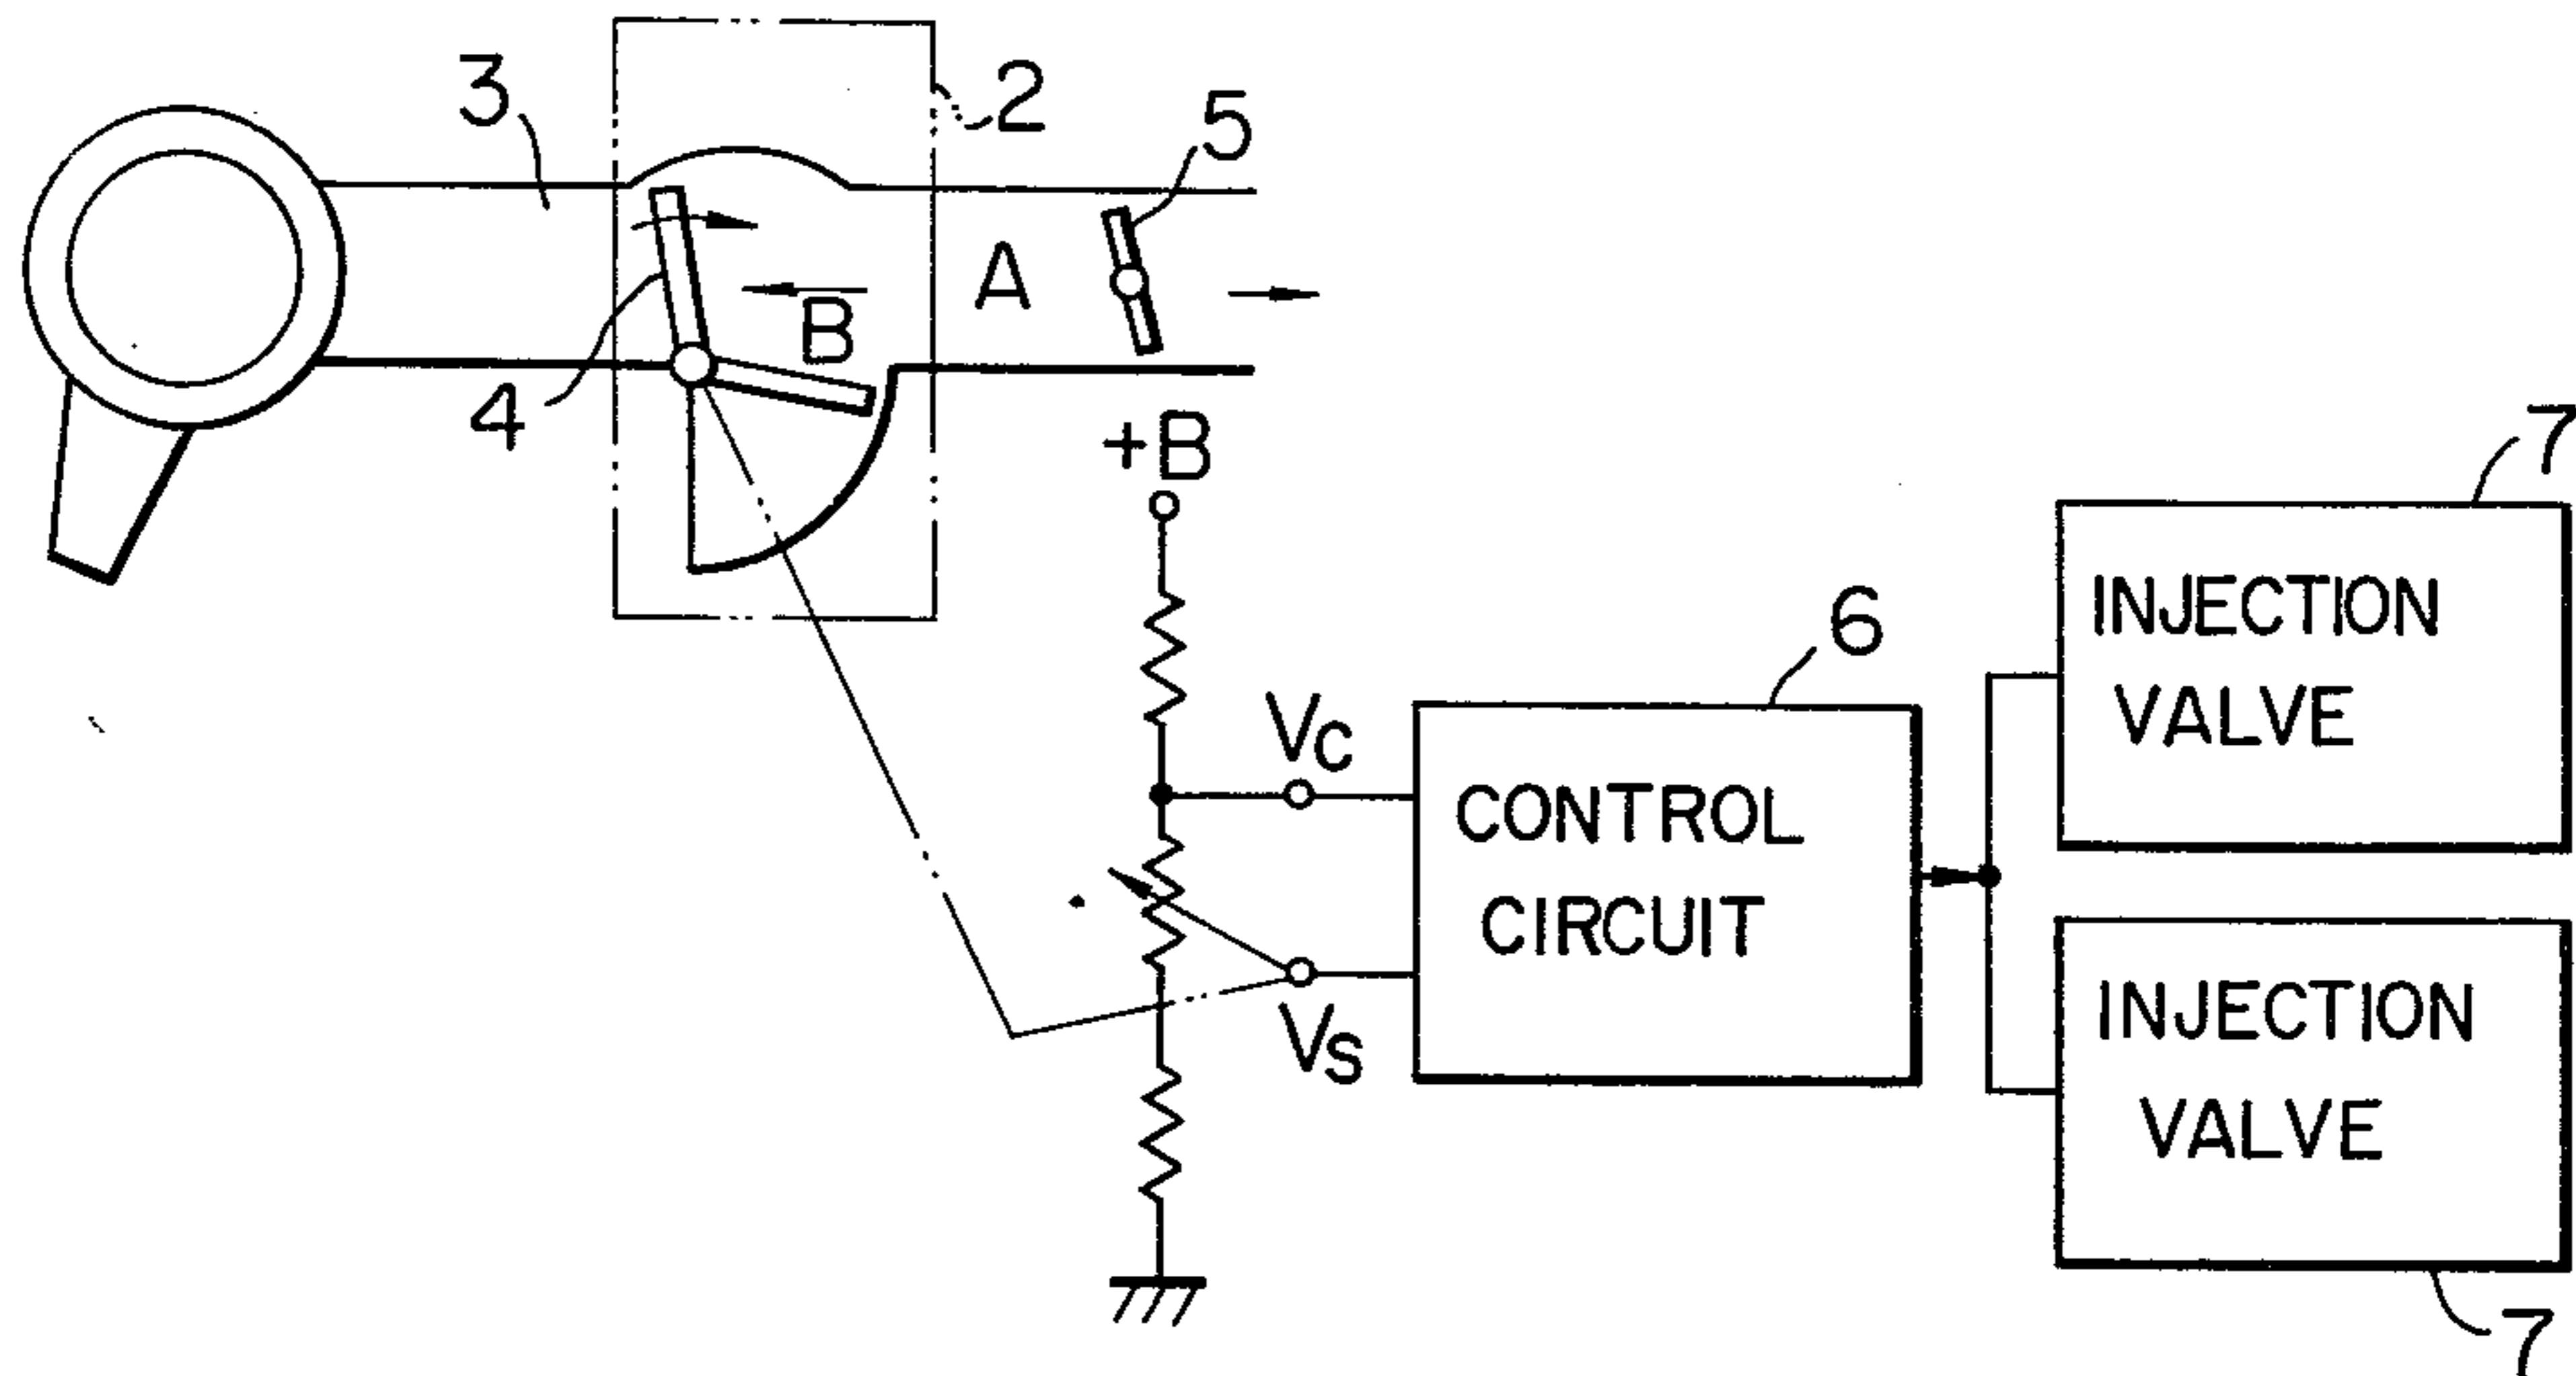 3
2
5
A
B
4
+B
7
INJECTION
VALVE
6
VC
CONTROL
CIRCUIT
VS
INJECTION
VALVE
7